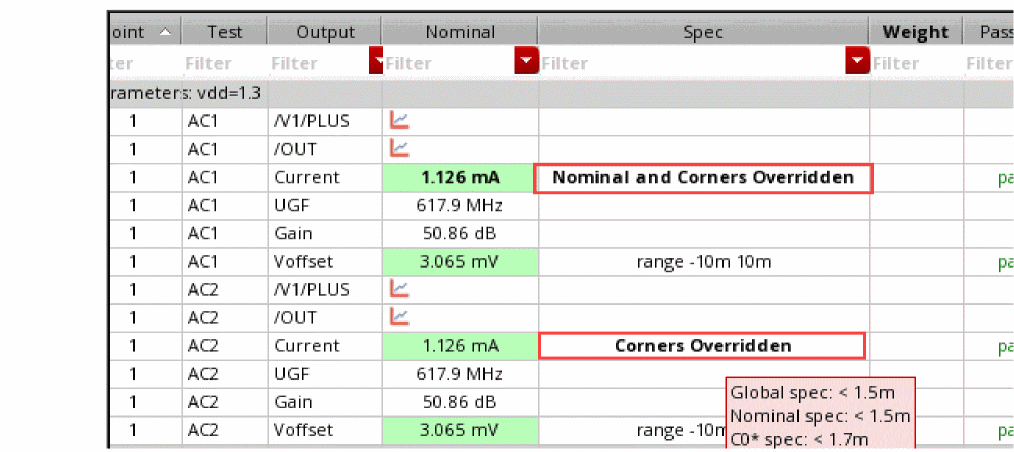 oint Test Output Nominal Spec Weight Pass
ter Filter Filter Filter Filter Filter Filter
rameters: vdd=1.3
1 AC1 /V1/PLUS
1 AC1 /OUT
1 AC1 Current 1.126 mA Nominal and Corners Overridden pa
1 AC1 UGF 617.9 MHz
1 AC1 Gain 50.86 dB
1 AC1 Voffset 3.065 mV range -10m 10m pa
1 AC2 /V1/PLUS
1 AC2 /OUT
1 AC2 Current 1.126 mA Corners Overridden pa
1 AC2 UGF 617.9 MHz
1 AC2 Gain 50.86 dB
1 AC2 Voffset 3.065 mV range -10m pa
Global spec: < 1.5m
Nominal spec: < 1.5m
C0* spec: < 1.7m